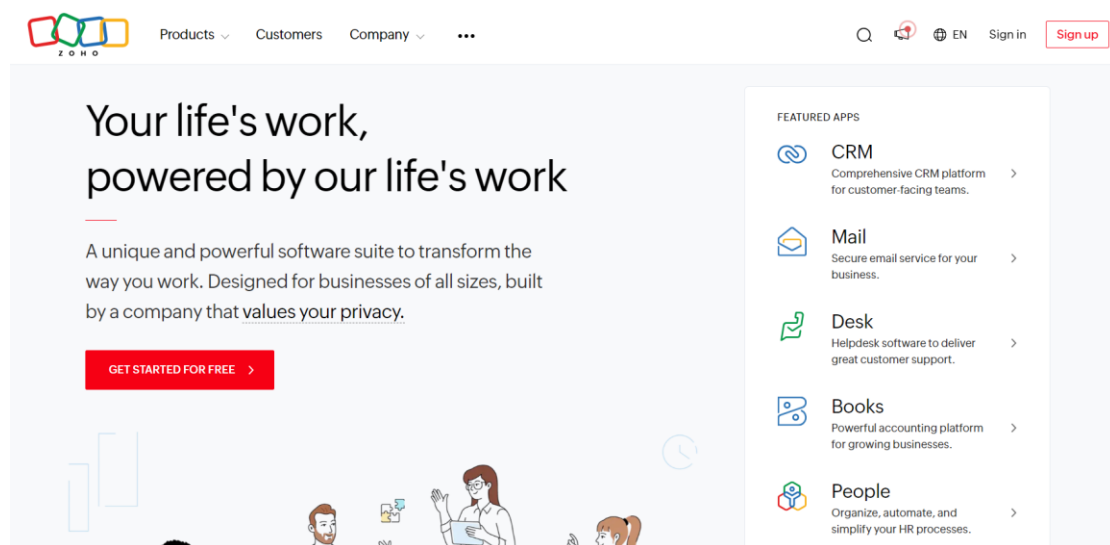 ZOHO
Products
Customers
Company
•••
EN
Sign in
Sign up
Your life's work,
powered by our life's work
A unique and powerful software suite to transform the
way you work. Designed for businesses of all sizes, built
by a company that values your privacy.
GET STARTED FOR FREE
FEATURED APPS
CRM
Comprehensive CRM platform
for customer-facing teams.
Mail
Secure email service for your
business.
Desk
Helpdesk software to deliver
great customer support.
Books
Powerful accounting platform
for growing businesses.
People
Organize, automate, and
simplify your HR processes.